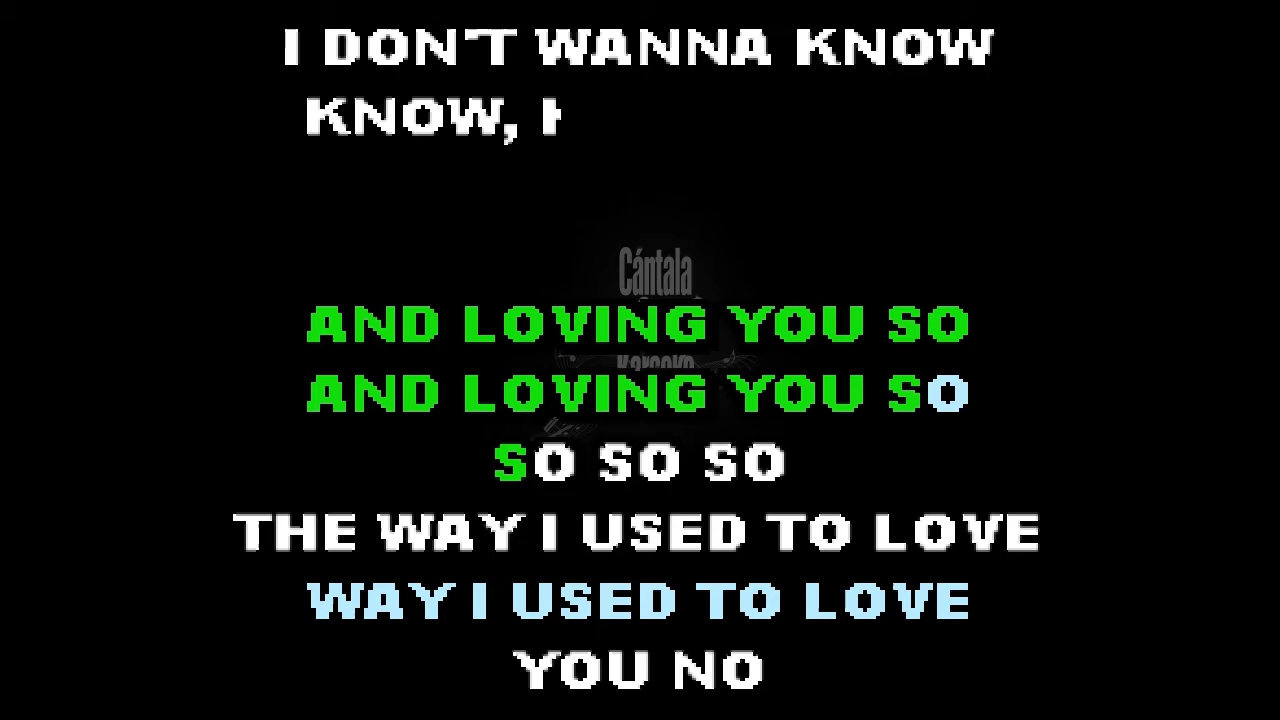 I DON'T WANNA KNOW
KNOW,
Cántala
AND LOVING YOU SO
AND LOVING YOU SO
SO SO SO
THE WAY I USED TO LOVE
WAY I USED TO LOVE
YOU NO